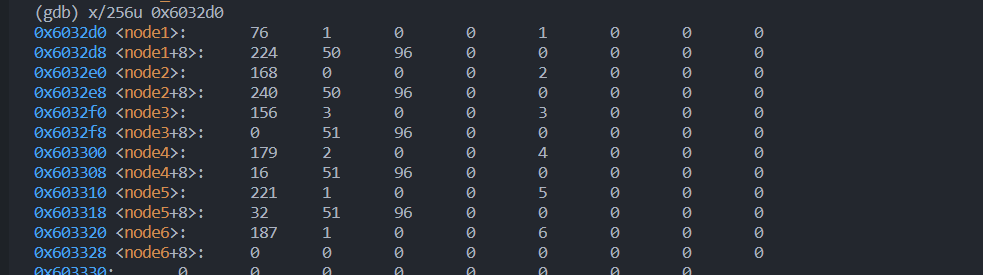 (gdb) x/256u 0x6032d0
0x6032d0 <node1>: 76 1 0 0 1 0 0 0
0x6032d8 <node1+8>: 224 50 96 0 0 0 0 0
0x6032e0 <node2>: 168 0 0 0 2 0 0 0
0x6032e8 <node2+8>: 240 50 96 0 0 0 0 0
0x6032f0 <node3>: 156 3 0 0 3 0 0 0
0x6032f8 <node3+8>: 0 51 96 0 0 0 0 0
0x603300 <node4>: 179 2 0 0 4 0 0 0
0x603308 <node4+8>: 16 51 96 0 0 0 0 0
0x603310 <node5>: 221 1 0 0 5 0 0 0
0x603318 <node5+8>: 32 51 96 0 0 0 0 0
0x603320 <node6>: 187 1 0 0 6 0 0 0
0x603328 <node6+8>: 0 0 0 0 0 0 0 0
0x603330: 0 0 0 0 0 0 0